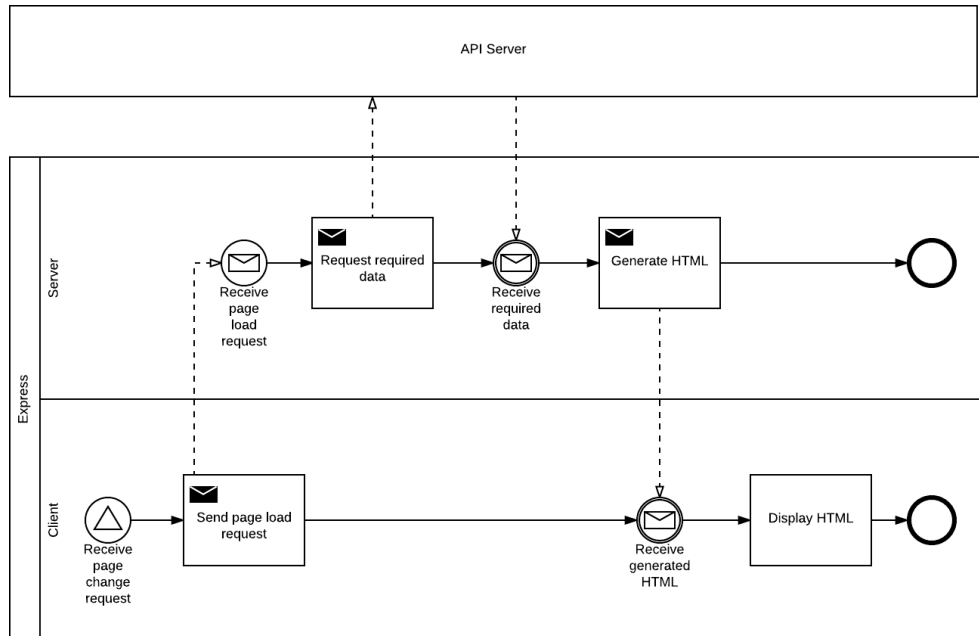 API Server
Express
Server
Receive
page
load
request
Request required
data
Receive
required
data
Generate HTML
Client
Receive
page
change
request
Send page load
request
Receive
generated
HTML
Display HTML